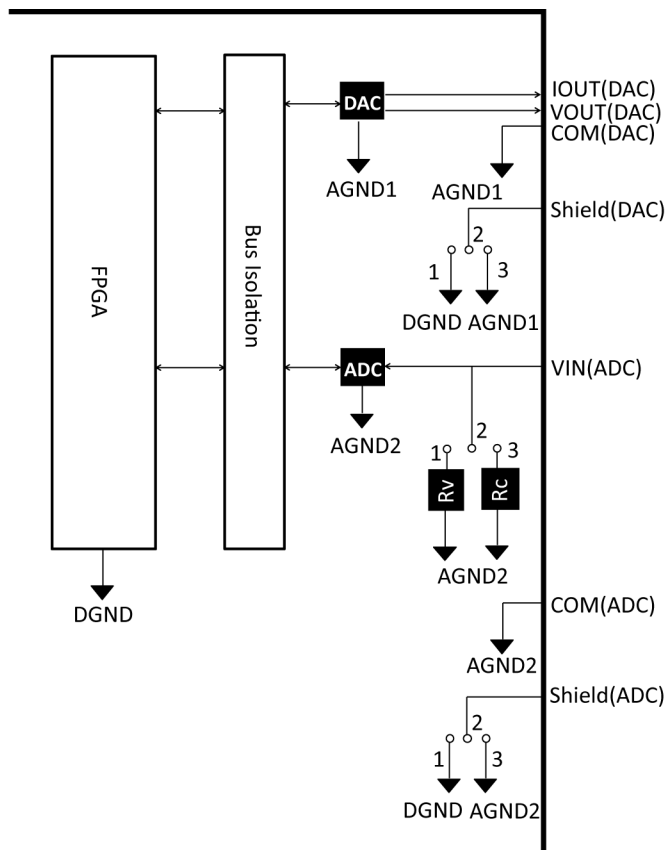 FPGA
Bus Isolation
DAC
IOUT(DAC)
VOUT(DAC)
COM(DAC)
AGND1
AGND1
Shield(DAC)
2
1
3
DGND
AGND1
ADC
VIN(ADC)
AGND2
2
1
3
Rv
Rc
AGND2
DGND
COM(ADC)
AGND2
Shield(ADC)
2
1
3
DGND
AGND2